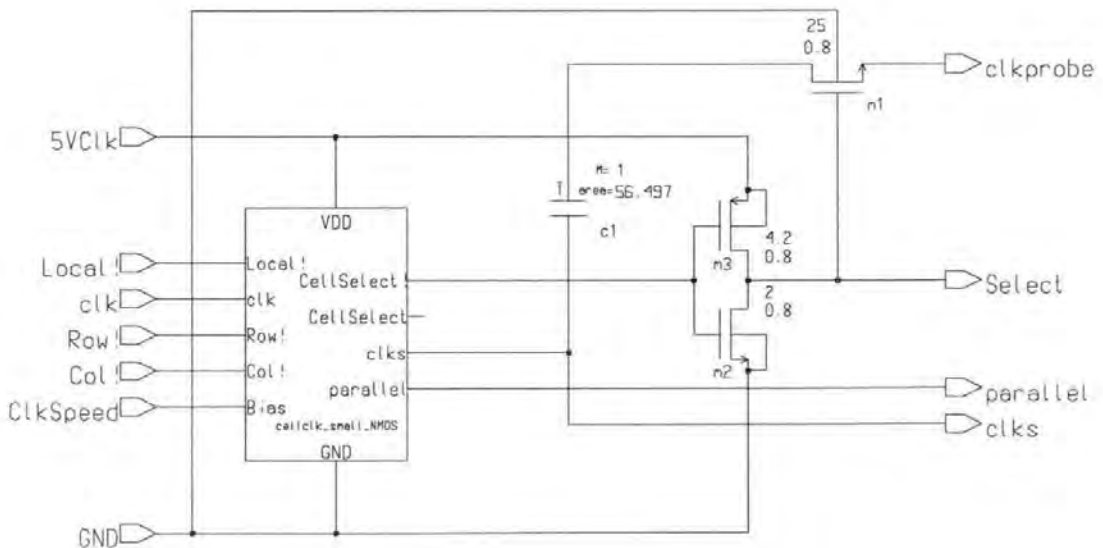 25
0.8
clkprobe
m1
5VClk
M= 1
T area=56.497
c1
VDD
4.2
0.8
m3
Local!
Local!
CellSelect!
clk
clk
2
0.8
Select
CellSelect
Row!
Row!
clks
Col!
Col!
m2
parallel
parallel
ClkSpeed
Bias
cellclk_small_NMOS
clks
GND
GND